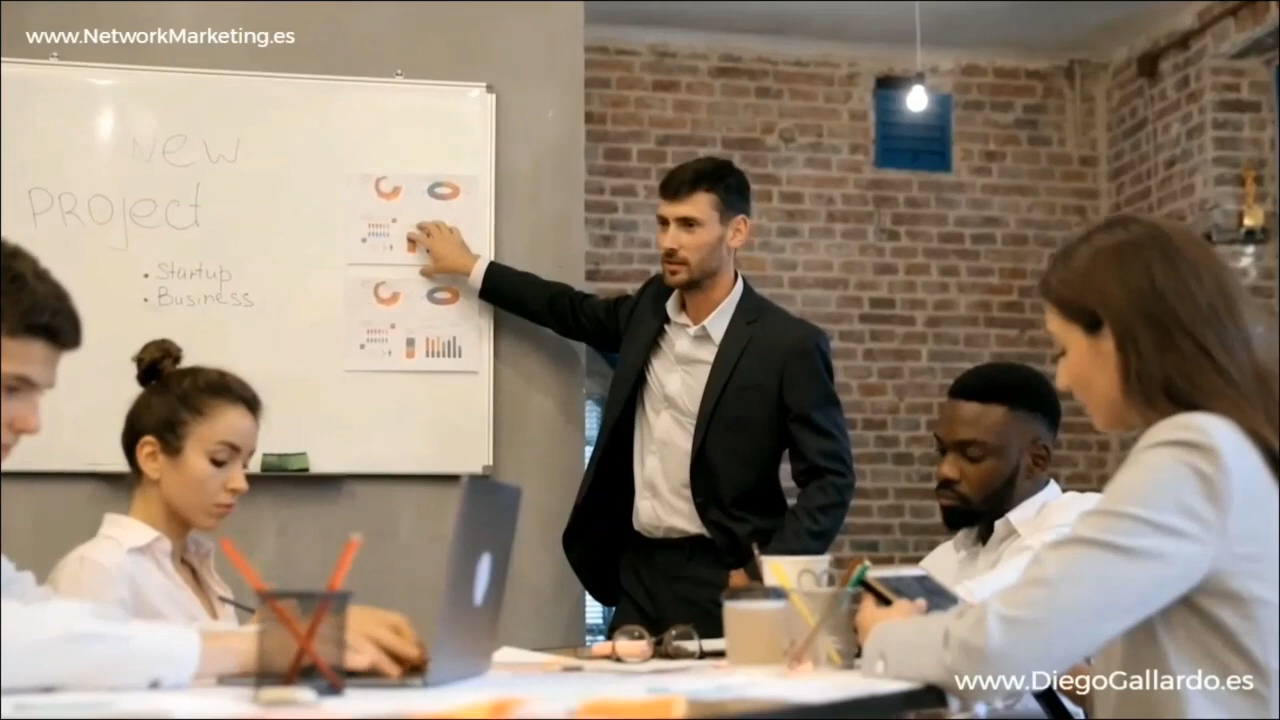 www.NetworkMarketing.es
New
PROject
• Startup
• Business
www.DiegoGallardo.es